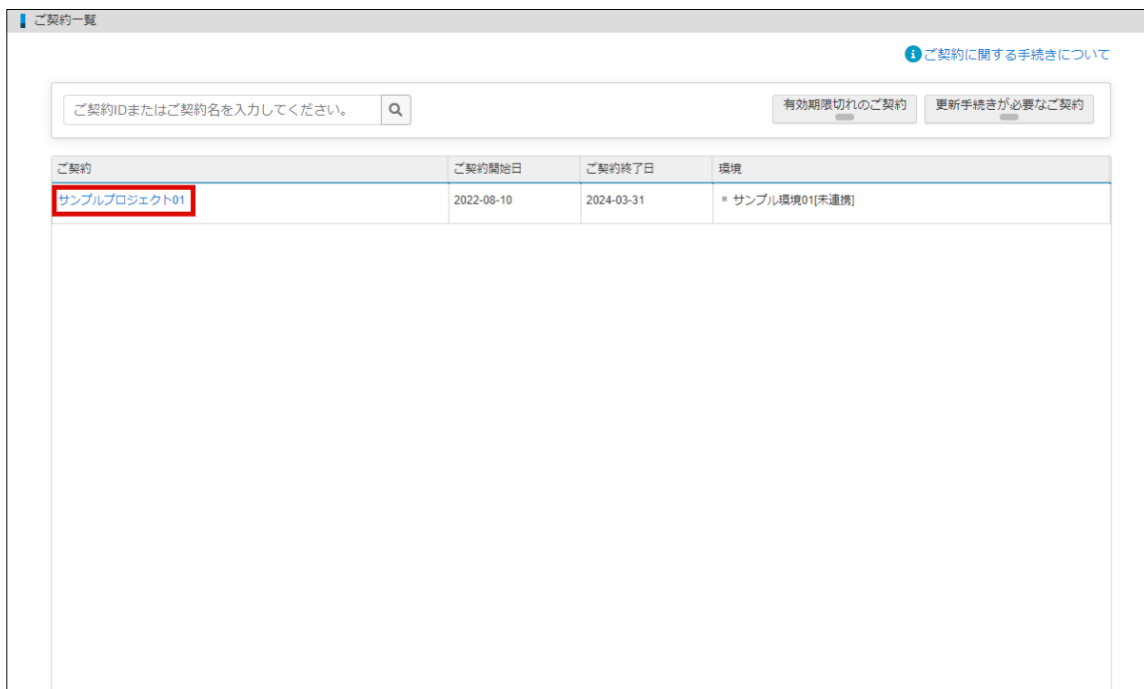 ご契約一覧
ご契約に関する手続きについて
ご契約IDまたはご契約名を入力してください。
有効期限切れのご契約 更新手続きが必要なご契約
ご契約 ご契約開始日 ご契約終了日 環境
サンプルプロジェクト01 2022-08-10 2024-03-31 サンプル環境01[未連携]